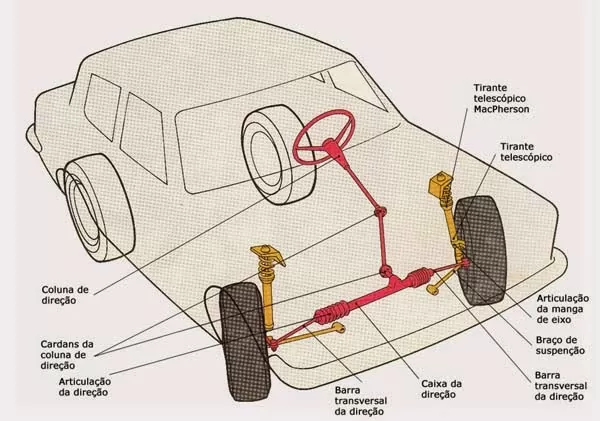 Tirante
telescópico
MacPherson
Tirante
telescópico
Coluna de
direção
Cardans da
coluna de
direção
Articulação
da direção
Barra
transversal
da direção
Caixa da
direção
Articulação
da manga
de eixo
Braço de
suspenção
Barra
transversal
da direção